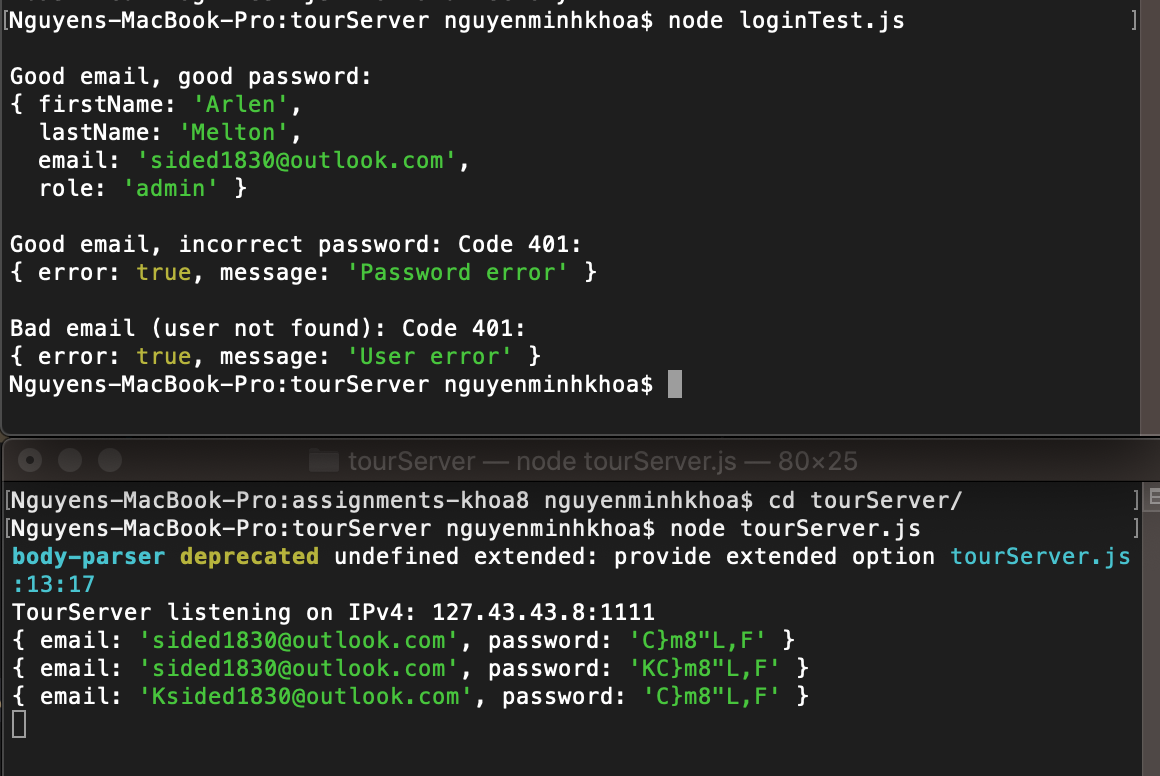 [Nguyens-MacBook-Pro:tourServer nguyenminhkhoa$ node loginTest.js ]
Good email, good password:
{ firstName: 'Arlen',
lastName: 'Melton',
email: 'sided1830@outlook.com',
role: 'admin' }
Good email, incorrect password: Code 401:
{ error: true, message: 'Password error' }
Bad email (user not found): Code 401:
{ error: true, message: 'User error' }
Nguyens-MacBook-Pro:tourServer nguyenminhkhoa$
tourServer — node tourServer.js — 80×25
[Nguyens-MacBook-Pro:assignments-khoa8 nguyenminhkhoa$ cd tourServer/ ]
[Nguyens-MacBook-Pro:tourServer nguyenminhkhoa$ node tourServer.js ]
body-parser deprecated undefined extended: provide extended option tourServer.js
:13:17
TourServer listening on IPv4: 127.43.43.8:1111
{ email: 'sided1830@outlook.com', password: 'C}m8"L,F' }
{ email: 'sided1830@outlook.com', password: 'KC}m8"L,F' }
{ email: 'Ksided1830@outlook.com', password: 'C}m8"L,F' }